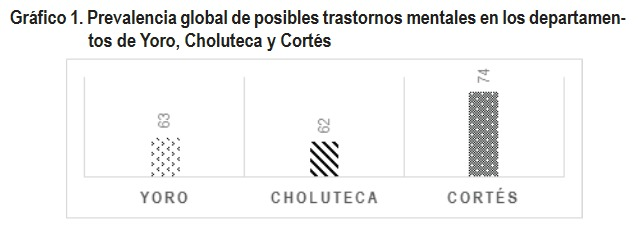 Gráfico 1. Prevalencia global de posibles trastornos mentales en los departamen-
tos de Yoro, Choluteca y Cortés
63
62
74
YORO
CHOLUTECA
CORTÉS